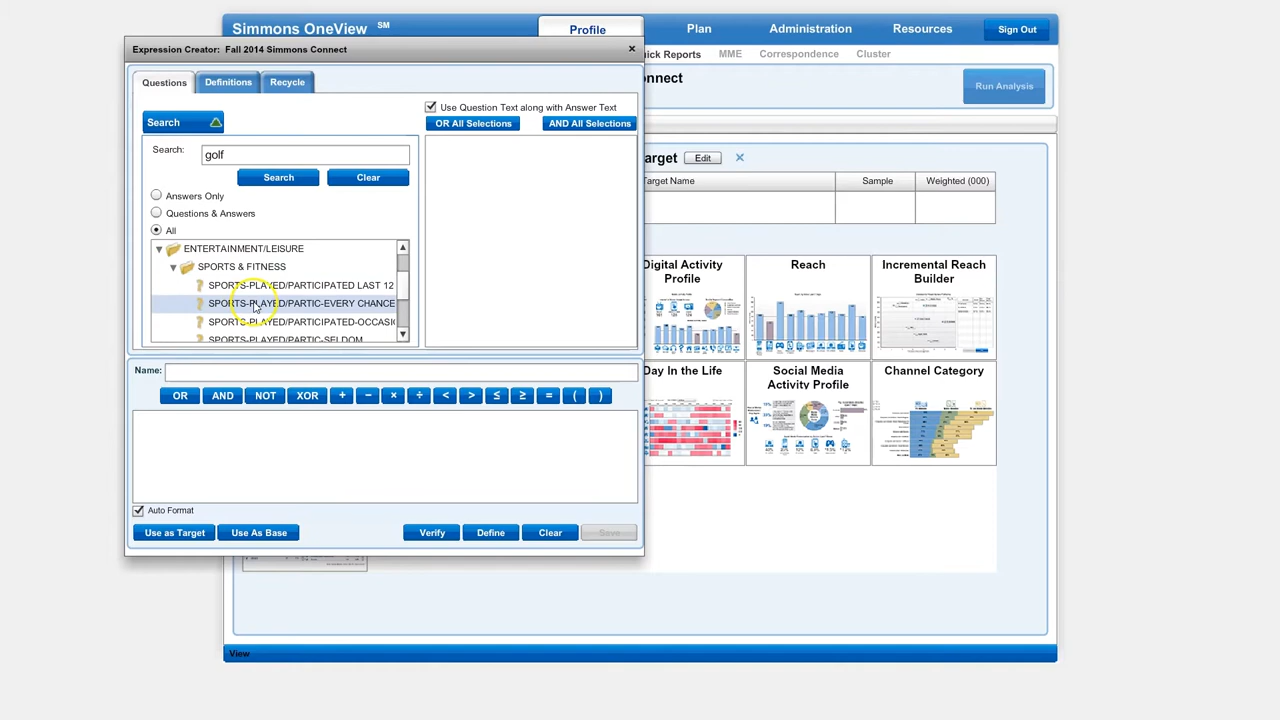 Simmons OneView SM
Profile
Plan
Administration
Resources
Sign Out
Expression Creator: Fall 2014 Simmons Connect
ick Reports
MME
Correspondence
Cluster
nnect
Run Analysis
Questions
Definitions
Recycle
Use Question Text along with Answer Text
Search
OR All Selections
AND All Selections
Search:
golf
Search
Clear
Answers Only
Questions & Answers
All
ENTERTAINMENT/LEISURE
SPORTS & FITNESS
SPORTS-PLAYED/PARTICIPATED LAST 12
SPORTS-PLAYED/PARTIC-EVERY CHANCE
SPORTS-PLAYED/PARTICIPATED-OCCASI
SPORTS-PLAYED/PARTIC-SELDOM
arget
Edit
Target Name
Sample
Weighted (000)
Digital Activity
Profile
Reach
Incremental Reach
Builder
Day In the Life
Social Media
Activity Profile
Channel Category
Name:
OR
AND
NOT
XOR
+
−
×
÷
<
>
≤
≥
=
(
)
Auto Format
Use as Target
Use As Base
Verify
Define
Clear
Save
View